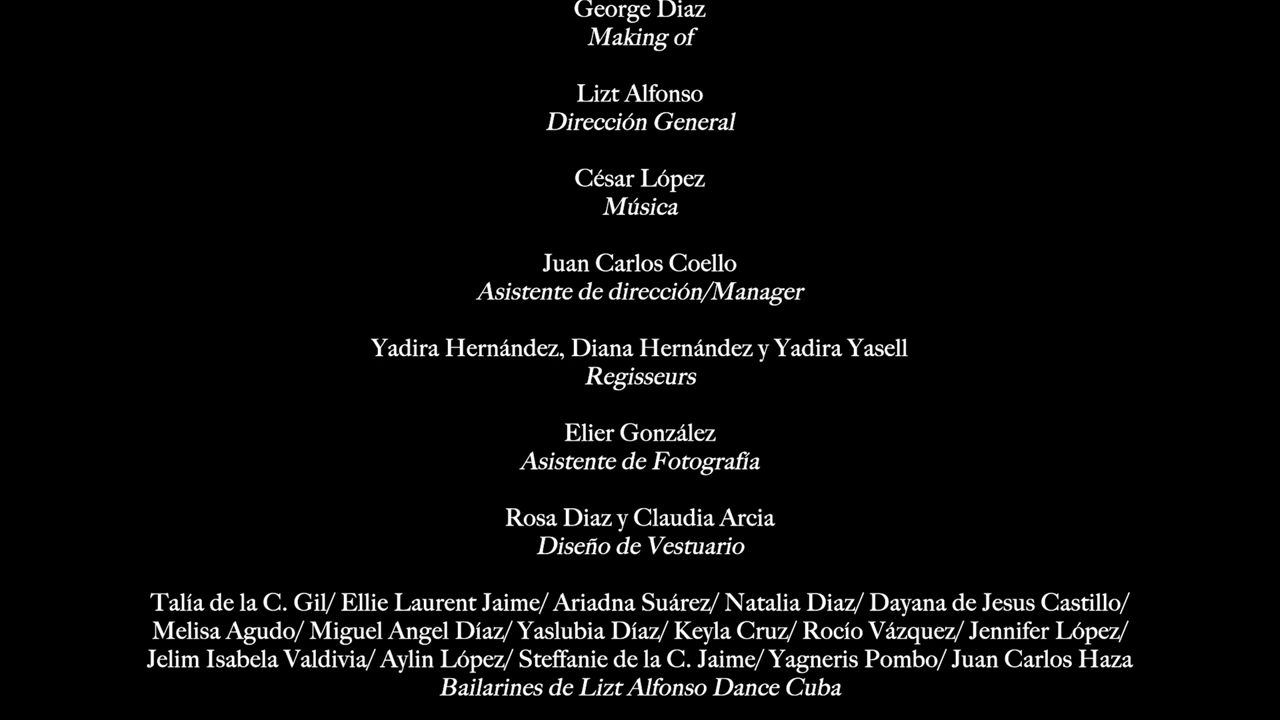 George Diaz
Making of
Lizt Alfonso
Dirección General
César López
Música
Juan Carlos Coello
Asistente de dirección/Manager
Yadira Hernández, Diana Hernández y Yadira Yasell
Regisseurs
Elier González
Asistente de Fotografía
Rosa Diaz y Claudia Arcia
Diseño de Vestuario
Talía de la C. Gil/ Ellie Laurent Jaime/ Ariadna Suárez/ Natalia Diaz/ Dayana de Jesus Castillo/
Melisa Agudo/ Miguel Angel Díaz/ Yaslubia Díaz/ Keyla Cruz/ Rocío Vázquez/ Jennifer López/
Jelim Isabela Valdivia/ Aylin López/ Steffanie de la C. Jaime/ Yagneris Pombo/ Juan Carlos Haza
Bailarines de Lizt Alfonso Dance Cuba